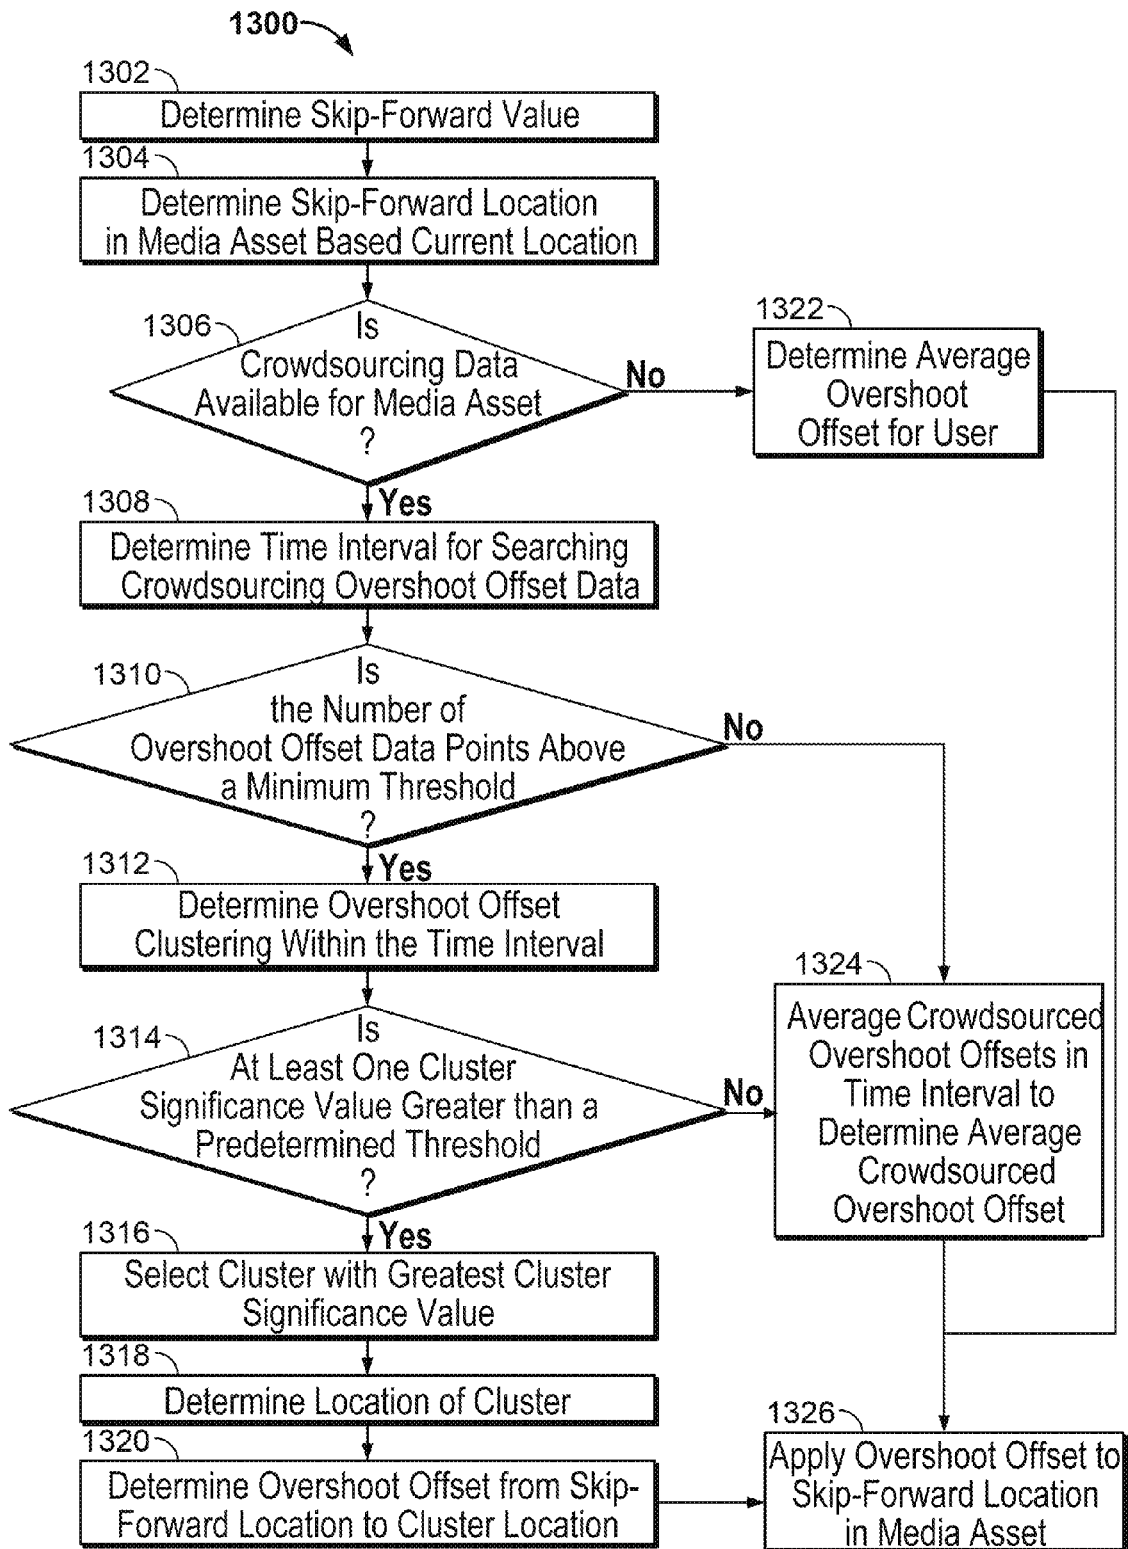 1300
1302
Determine Skip-Forward Value
1304
Determine Skip-Forward Location
in Media Asset Based Current Location
1306
Is
Crowdsourcing Data
Available for Media Asset
?
No
1322
Determine Average
Overshoot
Offset for User
Yes
1308
Determine Time Interval for Searching
Crowdsourcing Overshoot Offset Data
1310
Is
the Number of
Overshoot Offset Data Points Above
a Minimum Threshold
?
No
Yes
1312
Determine Overshoot Offset
Clustering Within the Time Interval
1314
Is
At Least One Cluster
Significance Value Greater than a
Predetermined Threshold
?
No
1324
Average Crowdsourced
Overshoot Offsets in
Time Interval to
Determine Average
Crowdsourced
Overshoot Offset
Yes
1316
Select Cluster with Greatest Cluster
Significance Value
1318
Determine Location of Cluster
1320
Determine Overshoot Offset from Skip-
Forward Location to Cluster Location
1326
Apply Overshoot Offset to
Skip-Forward Location
in Media Asset